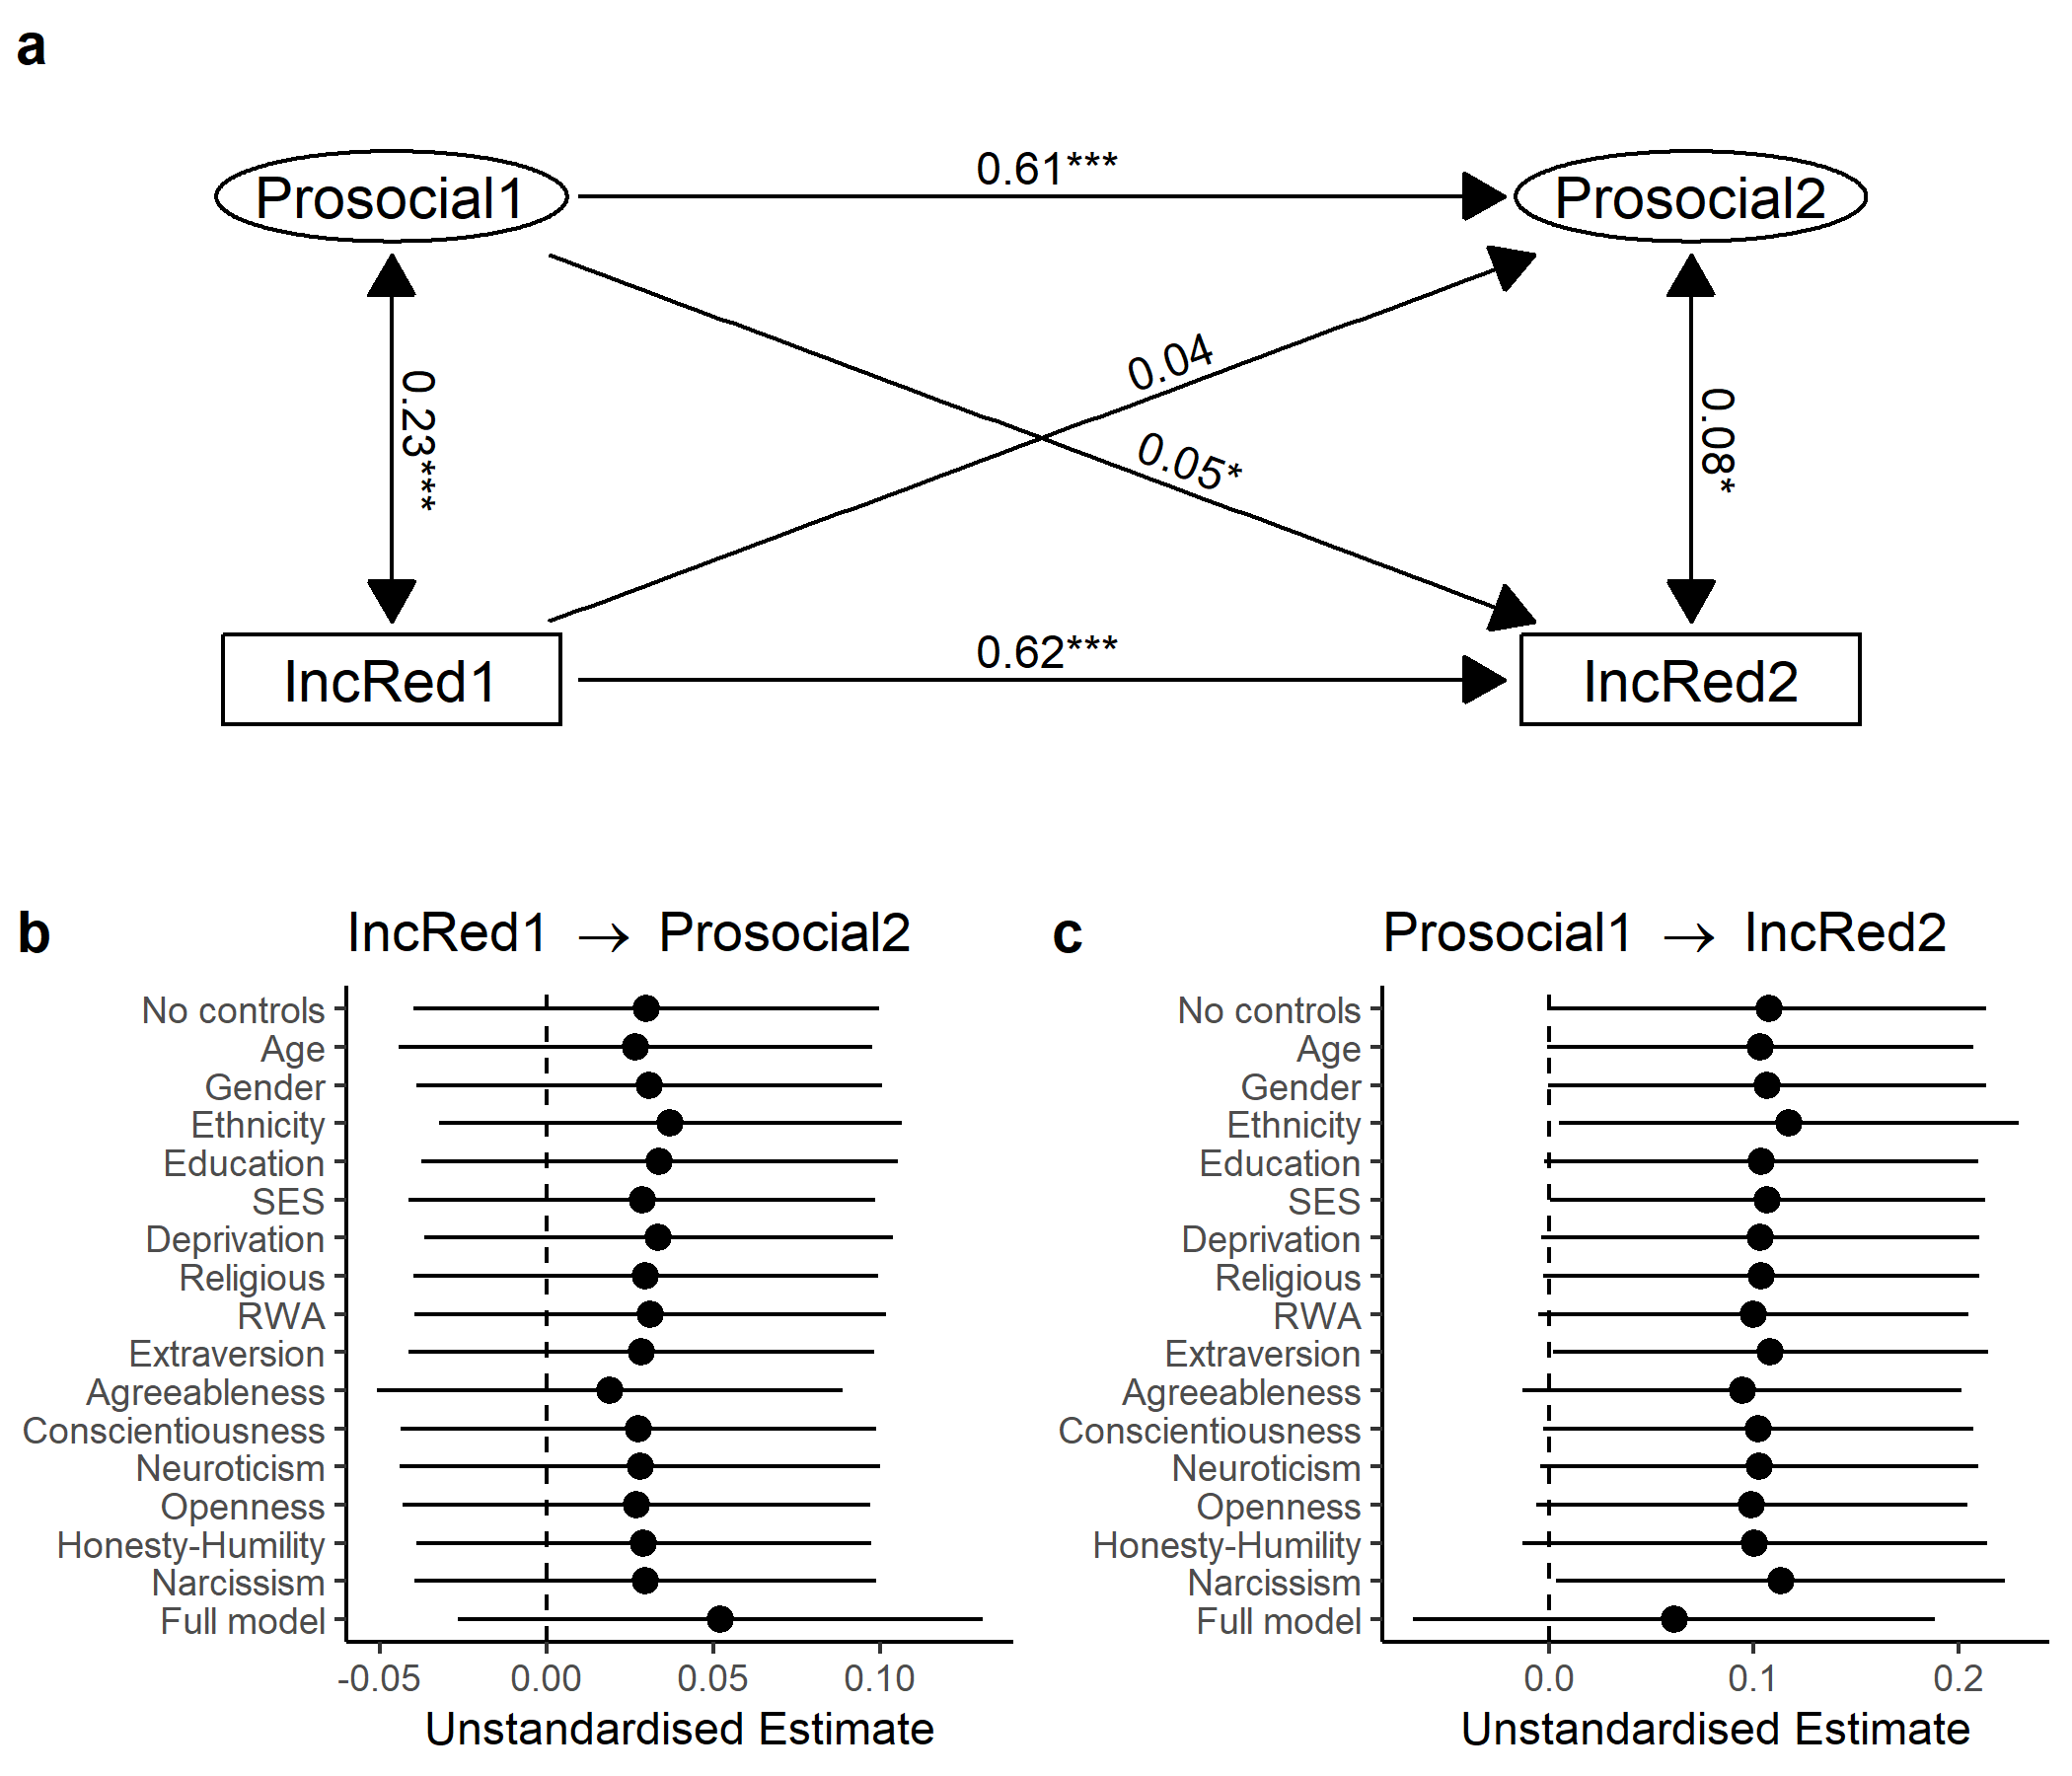 a
Prosocial1
0.61***
Prosocial2
0.23***
0.04
0.05*
0.08*
IncRed1
0.62***
IncRed2
b
IncRed1 → Prosocial2
No controls
Age
Gender
Ethnicity
Education
SES
Deprivation
Religious
RWA
Extraversion
Agreeableness
Conscientiousness
Neuroticism
Openness
Honesty-Humility
Narcissism
Full model
-0.05 0.00 0.05 0.10
Unstandardised Estimate
c
Prosocial1 → IncRed2
No controls
Age
Gender
Ethnicity
Education
SES
Deprivation
Religious
RWA
Extraversion
Agreeableness
Conscientiousness
Neuroticism
Openness
Honesty-Humility
Narcissism
Full model
0.0 0.1 0.2
Unstandardised Estimate